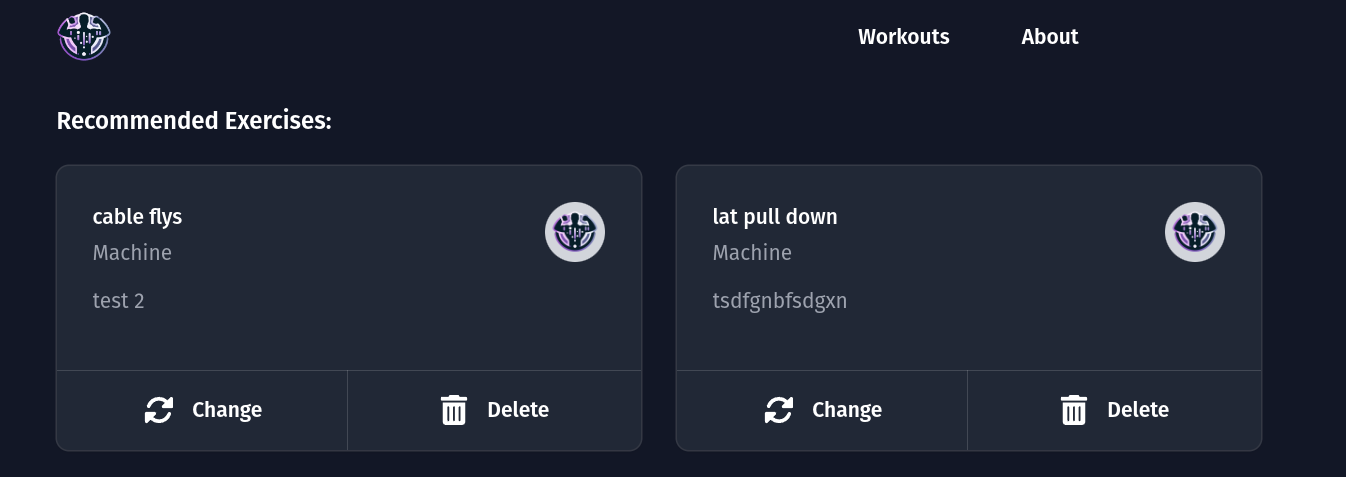 Workouts About
Recommended Exercises:
cable flys
Machine
test 2
Change Delete
lat pull down
Machine
tsdfgnbfsdgxn
Change Delete